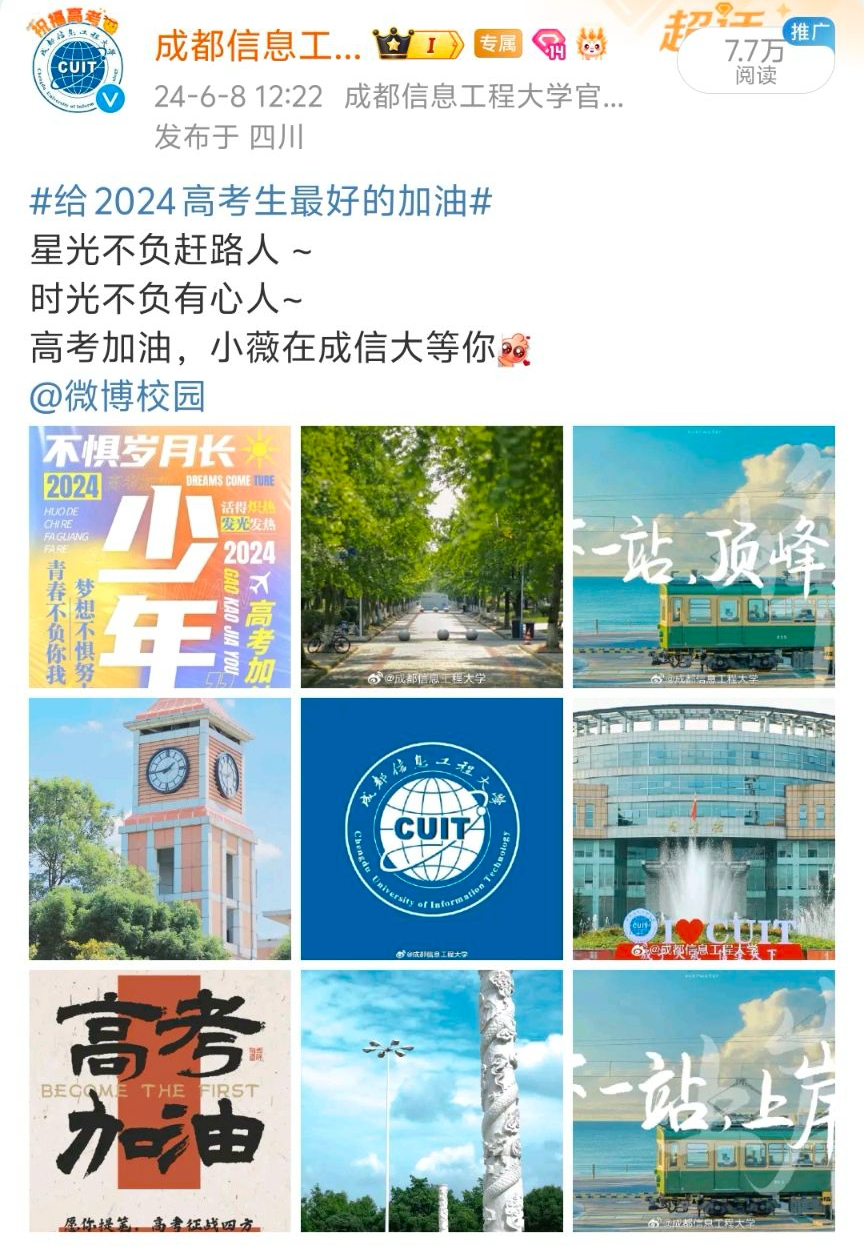 祝福高考
CUIT
成都信息工...
I
专属
14
超话
推广
7.7万
阅读
24-6-8 12:22 成都信息工程大学官...
发布于 四川
#给2024高考生最好的加油#
星光不负赶路人 ~
时光不负有心人~
高考加油，小薇在成信大等你
@微博校园
不惧岁月长
2024
DREAMS COME TURE
HUO DE
CHI RE
FA GUANG
FA RE
少年
活得炽热
发光发热
2024
GAO KAO JIA YOU
高考加
青春不负你我
梦想不惧努
@成都信息工程大学
一站,顶峰
@成都信息工程大学
成都信息工程大学
CUIT
Chengdu University of Information Technology
@成都信息工程大学
I❤CUIT
@成都信息工程大学
高考
BECOME THE FIRST
加油
愿你提笔，高考征战四方
一站,上岸
@成都信息工程大学